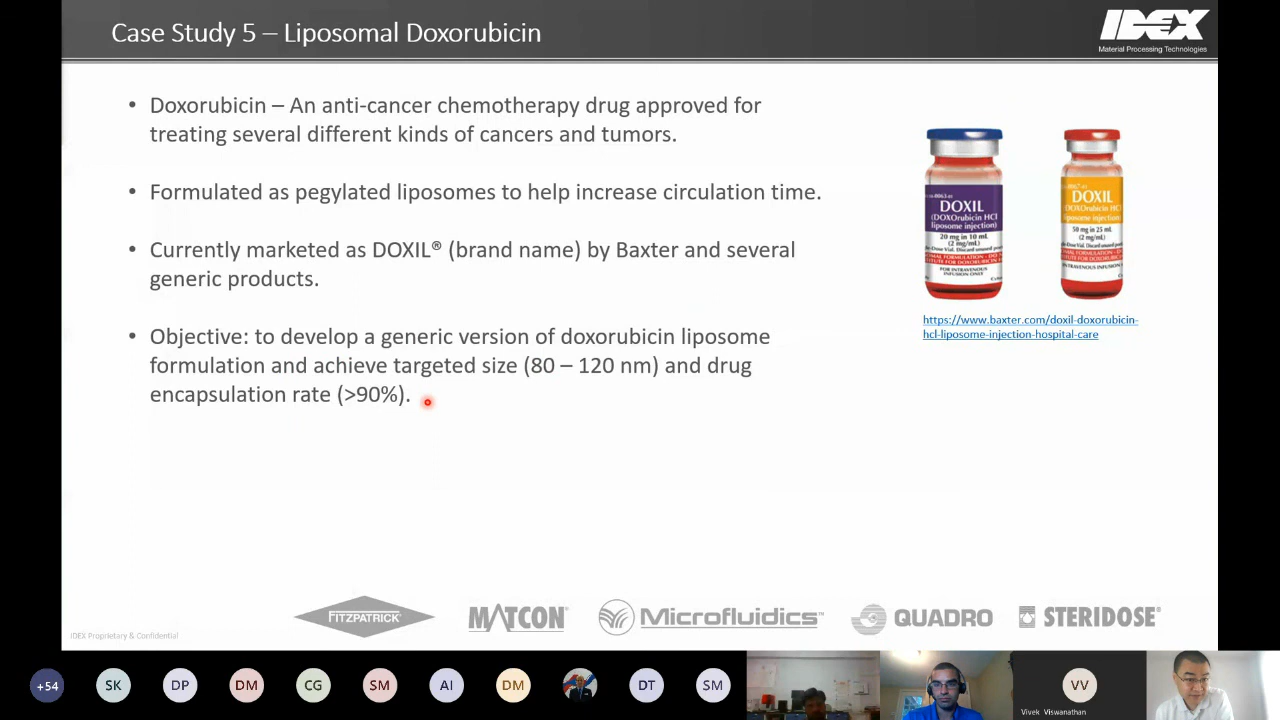 Case Study 5 – Liposomal Doxorubicin
IDEX
Material Processing Technologies
• Doxorubicin – An anti-cancer chemotherapy drug approved for
treating several different kinds of cancers and tumors.
• Formulated as pegylated liposomes to help increase circulation time.
• Currently marketed as DOXIL® (brand name) by Baxter and several
generic products.
• Objective: to develop a generic version of doxorubicin liposome
formulation and achieve targeted size (80 – 120 nm) and drug
encapsulation rate (>90%).
DOXIL
(DOXOrubicin HCl
liposome injection)
20 mg in 10 mL
(2 mg/mL)
FOR INTRAVENOUS
INFUSION ONLY
DOXIL
(DOXOrubicin HCl
liposome injection)
50 mg in 25 mL
(2 mg/mL)
https://www.baxter.com/doxil-doxorubicin-
hcl-liposome-injection-hospital-care
FITZPATRICK
MATCON®
Microfluidics™
QUADRO
STERIDOSE®
IDEX Proprietary & Confidential
+54
SK
DP
DM
CG
SM
AI
DM
DT
SM
VV
Vivek Viswanathan